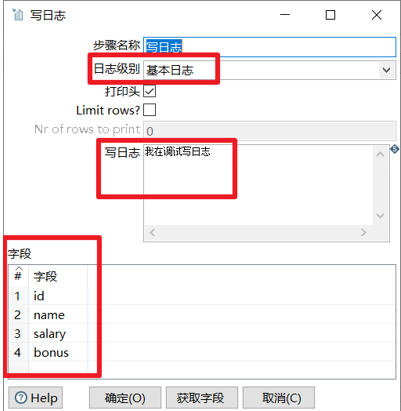 写日志
步骤名称 写日志
日志级别 基本日志
打印头
Limit rows?
Nr of rows to print 0
写日志 我在调试写日志
字段
# 字段
1 id
2 name
3 salary
4 bonus
Help 确定(O) 获取字段 取消(C)